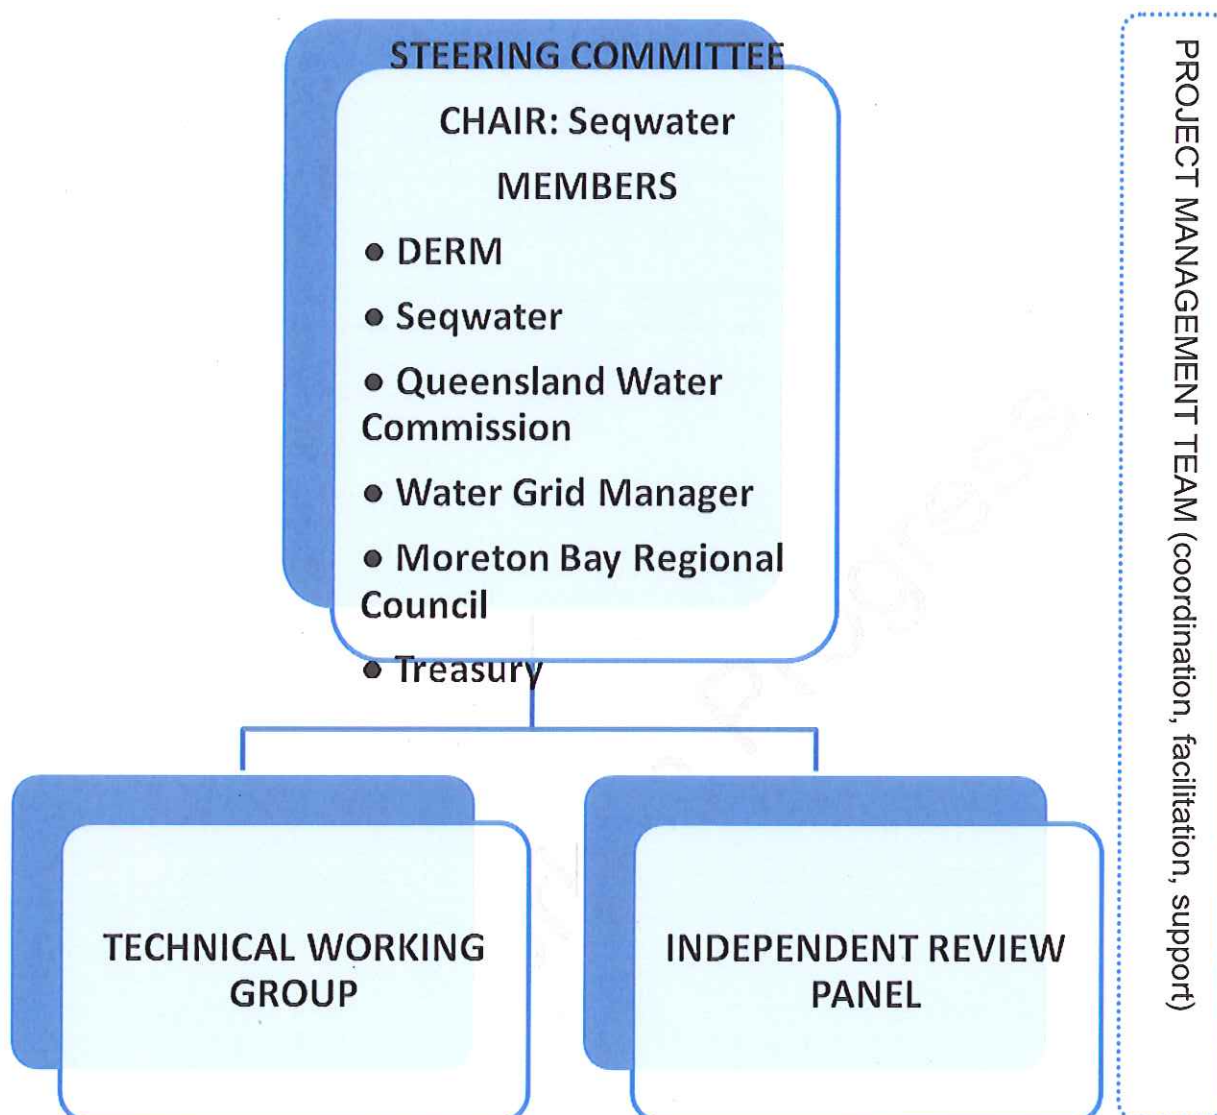 STEERING COMMITTEE
CHAIR: Seqwater
MEMBERS
● DERM
● Seqwater
● Queensland Water
Commission
● Water Grid Manager
● Moreton Bay Regional
Council
● Treasury
TECHNICAL WORKING
GROUP
INDEPENDENT REVIEW
PANEL
PROJECT MANAGEMENT TEAM (coordination, facilitation, support)